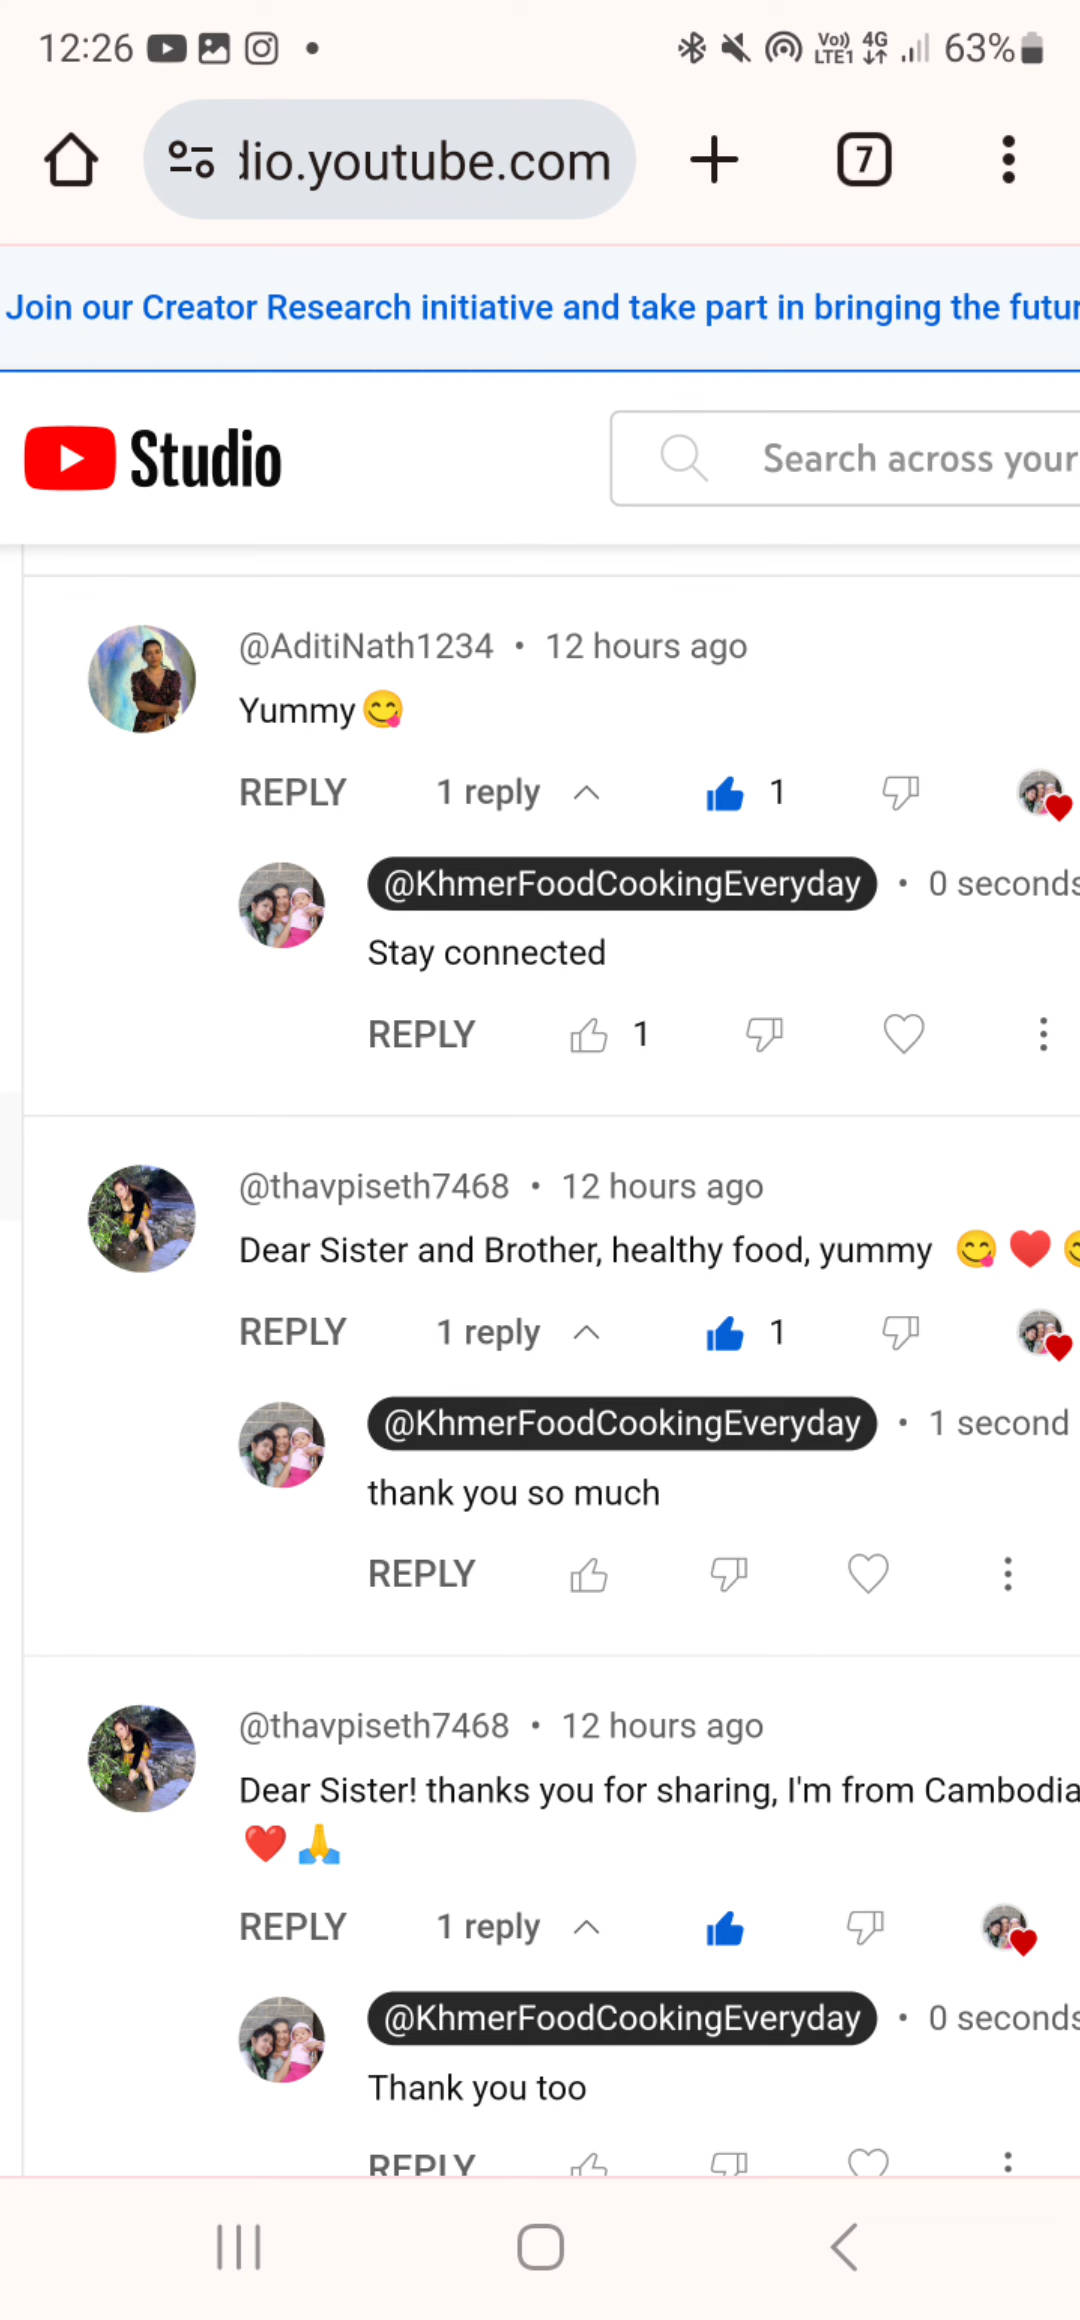 12:26
Vo)) LTE1 4G 63%
dio.youtube.com
7
Join our Creator Research initiative and take part in bringing the futur
Studio
Search across your
@AditiNath1234 • 12 hours ago
Yummy😋
REPLY 1 reply 1
@KhmerFoodCookingEveryday • 0 seconds
Stay connected
REPLY 1
@thavpiseth7468 • 12 hours ago
Dear Sister and Brother, healthy food, yummy 😋❤️
REPLY 1 reply 1
@KhmerFoodCookingEveryday • 1 second
thank you so much
REPLY
@thavpiseth7468 • 12 hours ago
Dear Sister! thanks you for sharing, I'm from Cambodia
❤️🙏
REPLY 1 reply
@KhmerFoodCookingEveryday • 0 seconds
Thank you too
REPLY